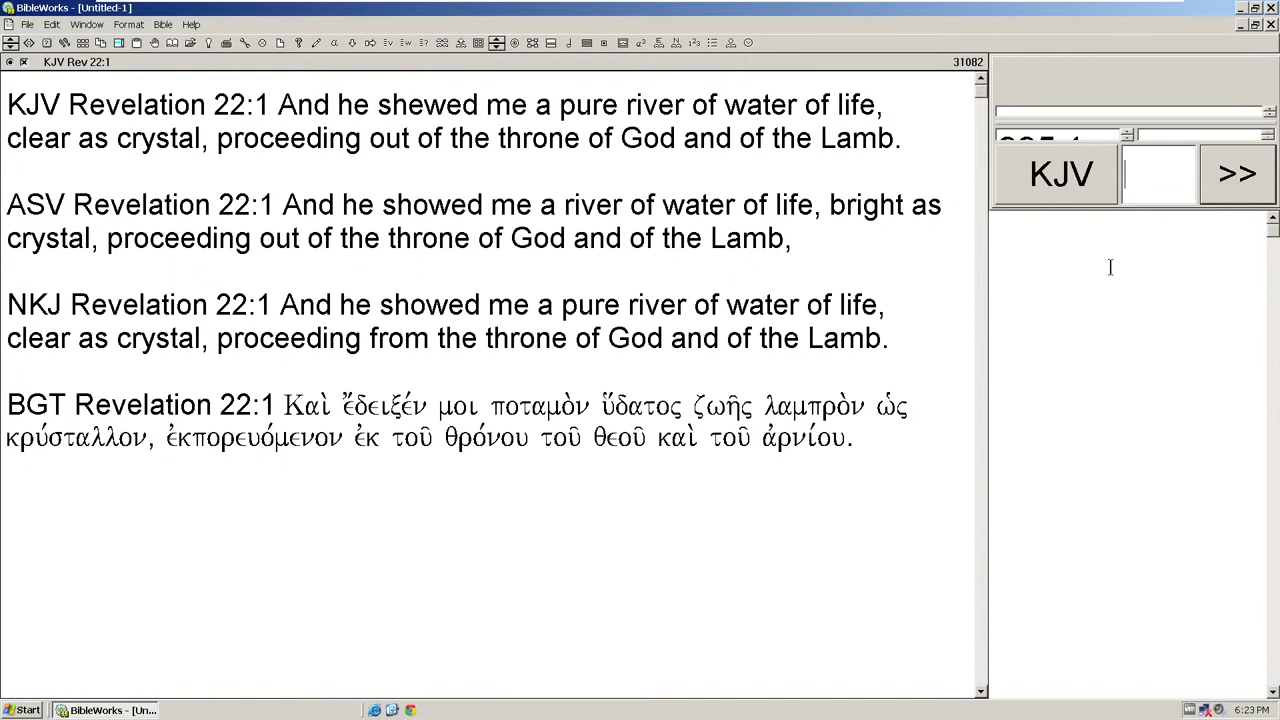 BibleWorks - [Untitled-1]
File Edit Window Format Bible Help
KJV Rev 22:1 31082
KJV Revelation 22:1 And he shewed me a pure river of water of life,
clear as crystal, proceeding out of the throne of God and of the Lamb.
ASV Revelation 22:1 And he showed me a river of water of life, bright as
crystal, proceeding out of the throne of God and of the Lamb,
NKJ Revelation 22:1 And he showed me a pure river of water of life,
clear as crystal, proceeding from the throne of God and of the Lamb.
BGT Revelation 22:1 Καὶ ἔδειξέν μοι ποταμὸν ὕδατος ζωῆς λαμπρὸν ὡς
κρύσταλλον, ἐκπορευόμενον ἐκ τοῦ θρόνου τοῦ θεοῦ καὶ τοῦ ἀρνίου.
KJV >>
Start BibleWorks - [Un... 6:23 PM